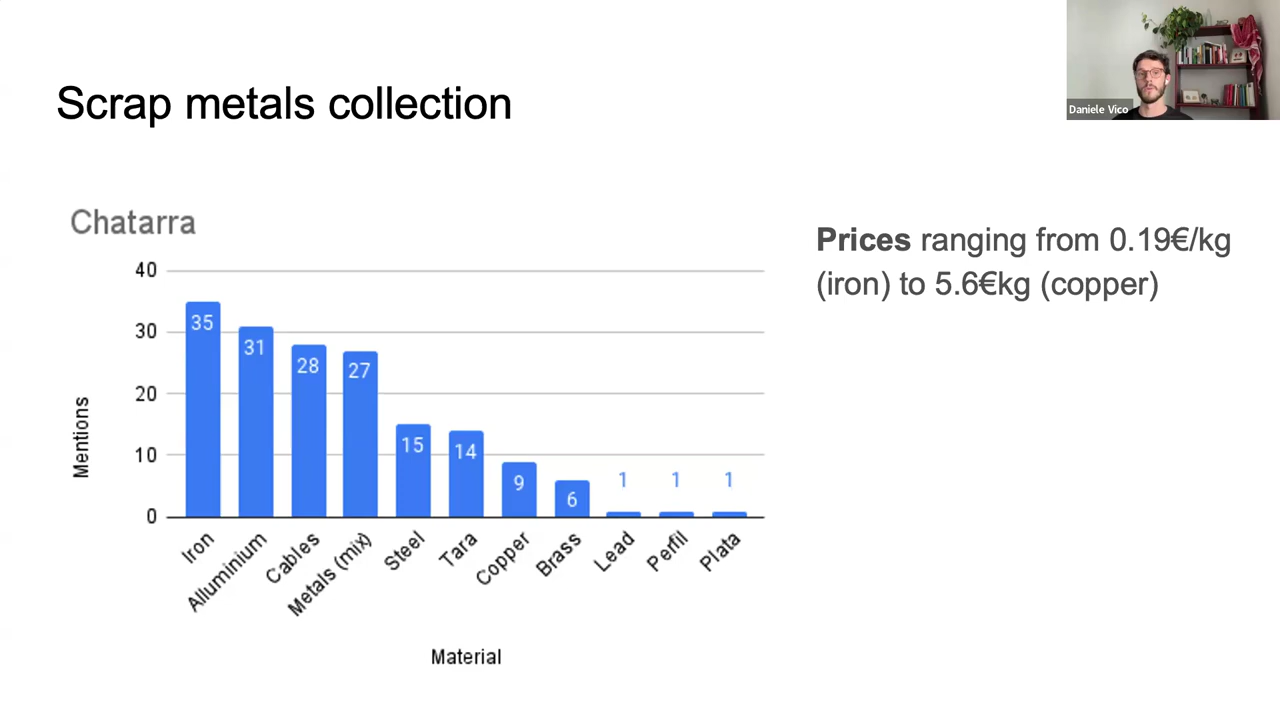 Scrap metals collection
Daniele Vico
Chatarra
Prices ranging from 0.19€/kg
(iron) to 5.6€kg (copper)
40
30
20
10
0
Mentions
35
31
28
27
15
14
9
6
1
1
1
Iron
Alluminium
Cables
Metals (mix)
Steel
Tara
Copper
Brass
Lead
Perfil
Plata
Material